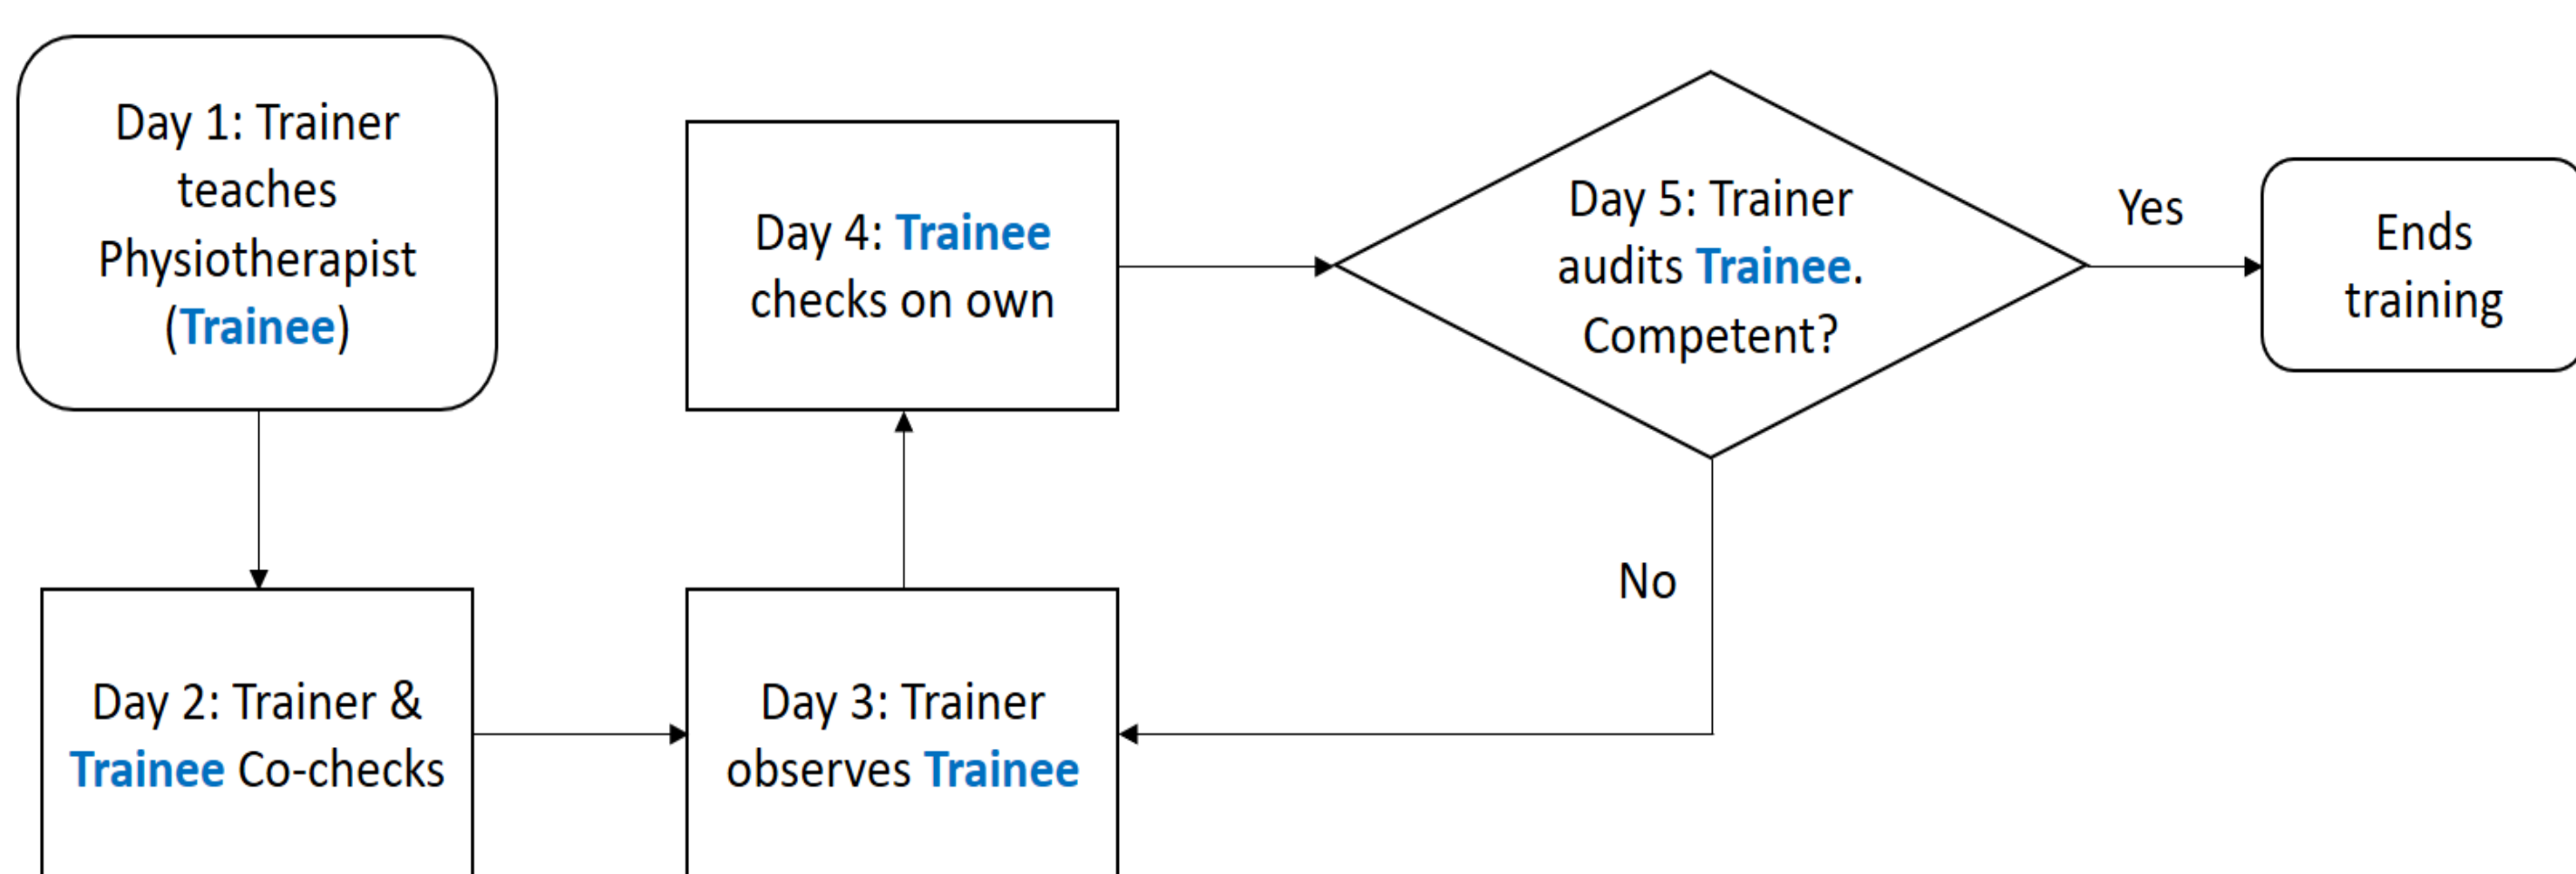 Day 1: Trainer
teaches
Physiotherapist
(Trainee)
Day 2: Trainer &
Trainee Co-checks
Day 3: Trainer
observes Trainee
Day 4: Trainee
checks on own
Day 5: Trainer
audits Trainee.
Competent?
Yes
Ends
training
No